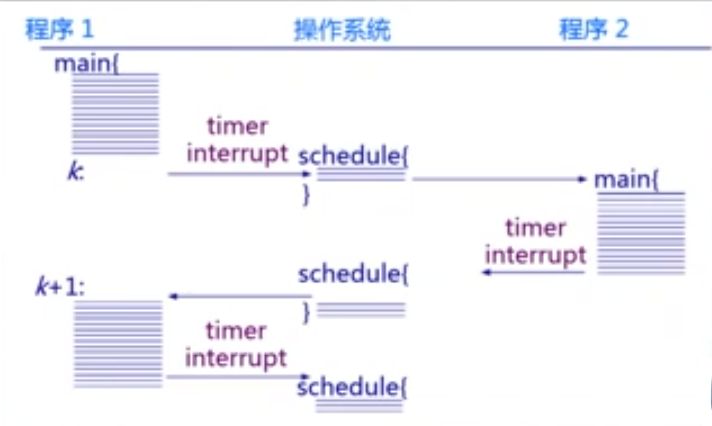 程序 1 操作系统 程序 2
main{
timer
interrupt schedule{
k:
}
main{
timer
interrupt
schedule{
k+1:
}
timer
interrupt
schedule{